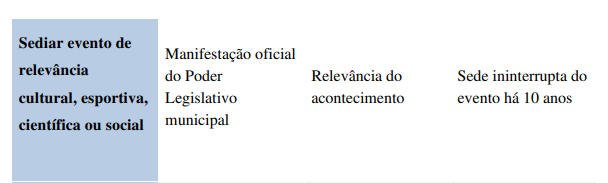 Sediar evento de
relevância
cultural, esportiva,
científica ou social
Manifestação oficial
do Poder
Legislativo
municipal
Relevância do
acontecimento
Sede ininterrupta do
evento há 10 anos